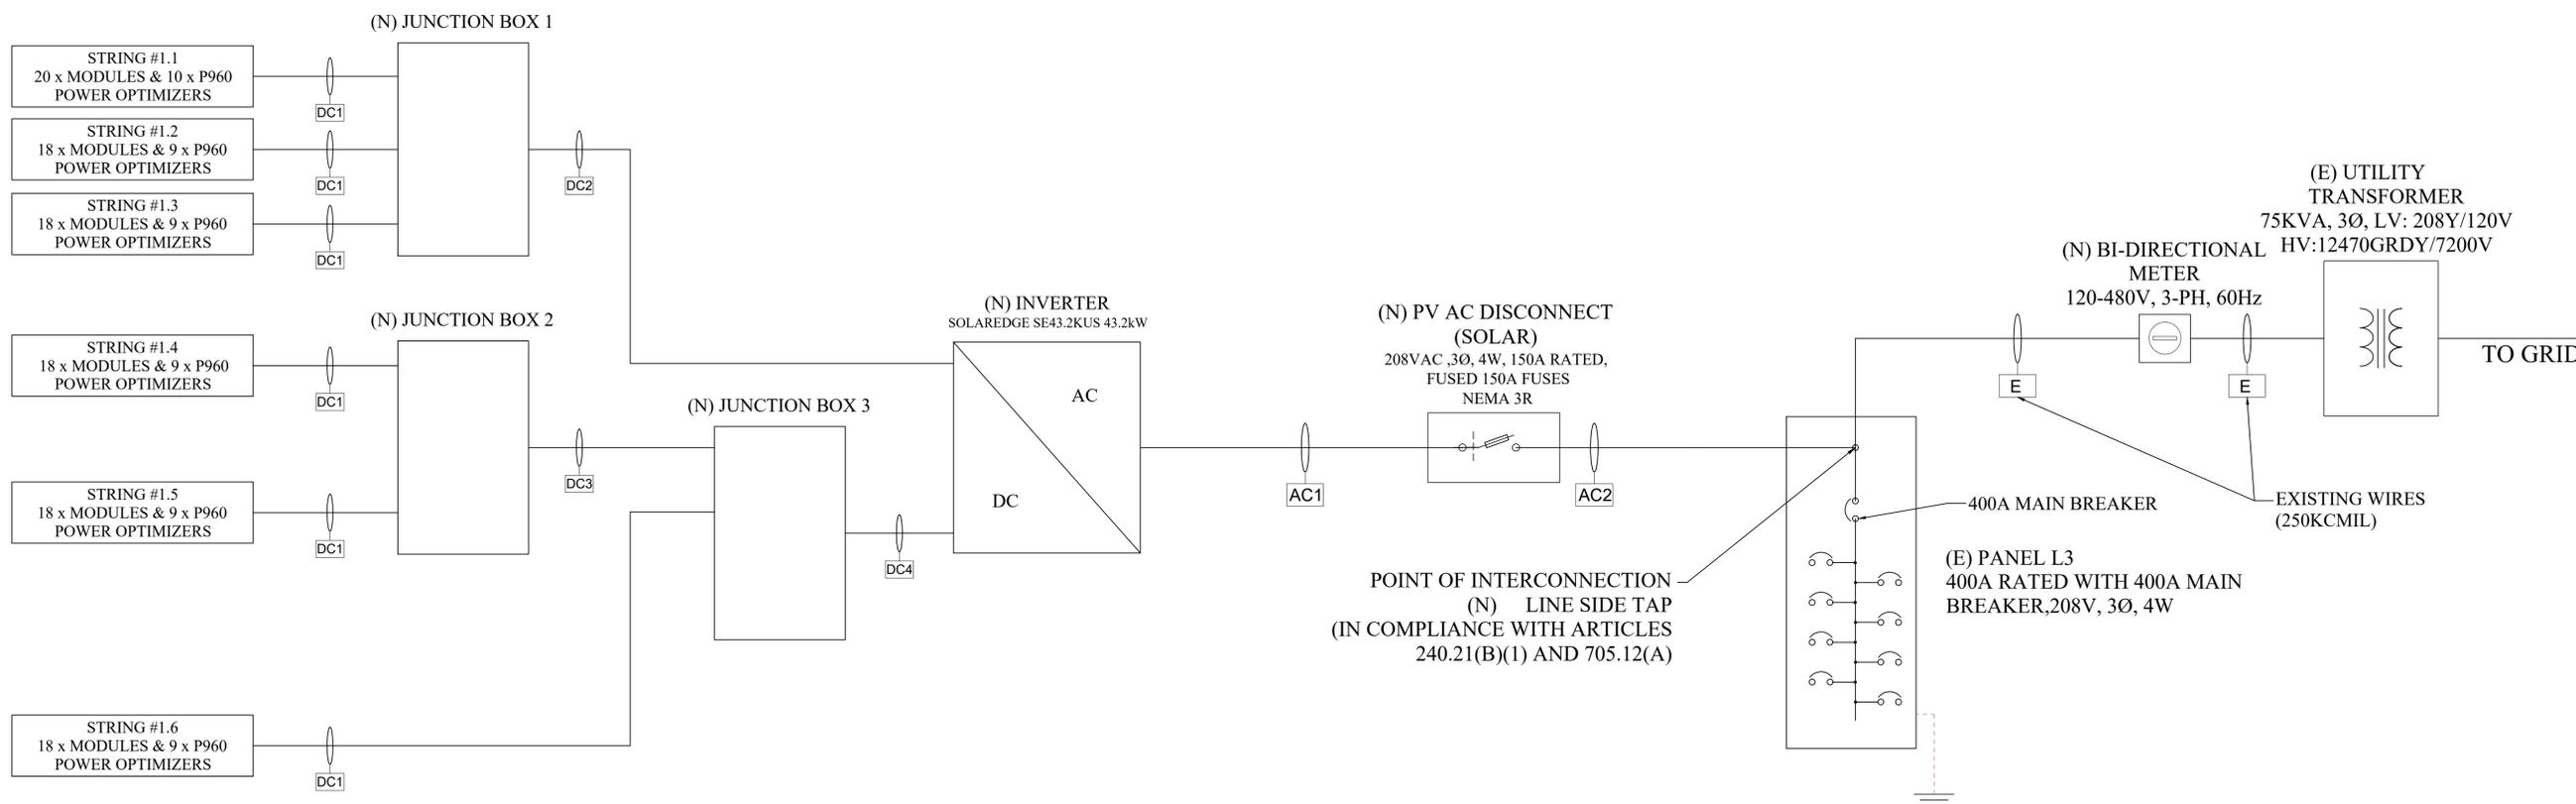 (N) JUNCTION BOX 1
STRING #1.1
20 x MODULES & 10 x P960
POWER OPTIMIZERS
DC1
STRING #1.2
18 x MODULES & 9 x P960
POWER OPTIMIZERS
DC1
DC2
STRING #1.3
18 x MODULES & 9 x P960
POWER OPTIMIZERS
DC1
(N) JUNCTION BOX 2
STRING #1.4
18 x MODULES & 9 x P960
POWER OPTIMIZERS
DC1
DC3
STRING #1.5
18 x MODULES & 9 x P960
POWER OPTIMIZERS
DC1
(N) JUNCTION BOX 3
DC4
STRING #1.6
18 x MODULES & 9 x P960
POWER OPTIMIZERS
DC1
(N) INVERTER
SOLAREDGE SE43.2KUS 43.2kW
AC
DC
(N) PV AC DISCONNECT
(SOLAR)
208VAC ,3Ø, 4W, 150A RATED,
FUSED 150A FUSES
NEMA 3R
AC1
AC2
POINT OF INTERCONNECTION
(N) LINE SIDE TAP
(IN COMPLIANCE WITH ARTICLES
240.21(B)(1) AND 705.12(A)
400A MAIN BREAKER
(E) PANEL L3
400A RATED WITH 400A MAIN
BREAKER,208V, 3Ø, 4W
(N) BI-DIRECTIONAL
METER
120-480V, 3-PH, 60Hz
E
E
EXISTING WIRES
(250KCMIL)
(E) UTILITY
TRANSFORMER
75KVA, 3Ø, LV: 208Y/120V
HV:12470GRDY/7200V
TO GRID